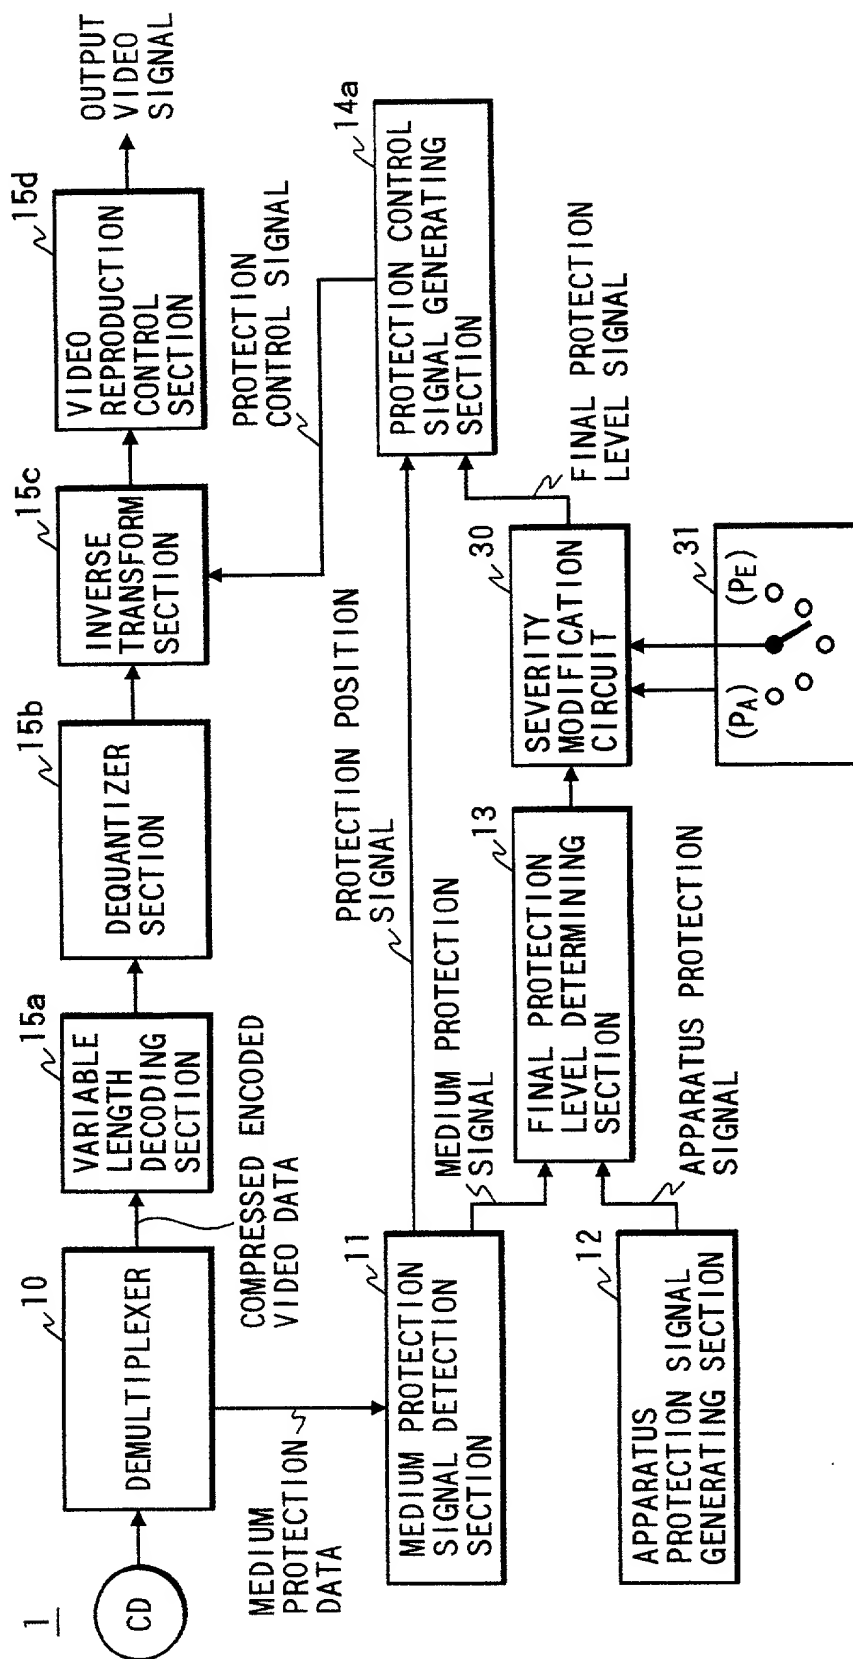 1
CD
10
DEMULTIPLEXER
COMPRESSED ENCODED
VIDEO DATA
MEDIUM
PROTECTION
DATA
15a
VARIABLE
LENGTH
DECODING
SECTION
15b
DEQUANTIZER
SECTION
15c
INVERSE
TRANSFORM
SECTION
15d
VIDEO
REPRODUCTION
CONTROL
SECTION
OUTPUT
VIDEO
SIGNAL
PROTECTION
CONTROL SIGNAL
14a
PROTECTION CONTROL
SIGNAL GENERATING
SECTION
PROTECTION POSITION
SIGNAL
11
MEDIUM PROTECTION
SIGNAL DETECTION
SECTION
MEDIUM PROTECTION
SIGNAL
13
FINAL PROTECTION
LEVEL DETERMINING
SECTION
30
SEVERITY
MODIFICATION
CIRCUIT
FINAL PROTECTION
LEVEL SIGNAL
12
APPARATUS
PROTECTION SIGNAL
GENERATING SECTION
APPARATUS PROTECTION
SIGNAL
31
(PA)
(PE)